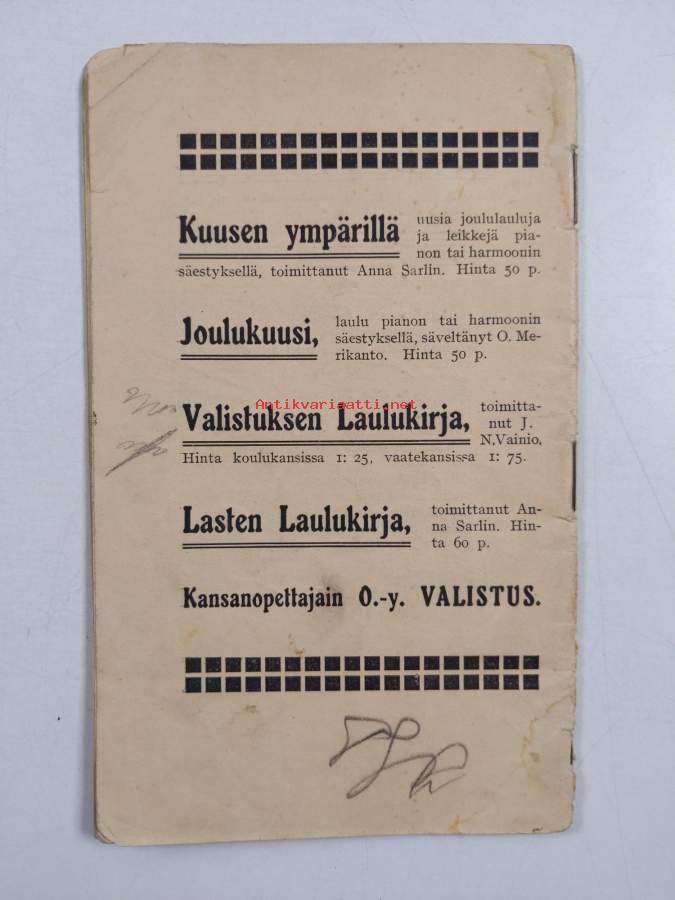 Kuusen ympärillä uusia joululauluja
ja leikkejä pia-
non tai harmoonin
säestyksellä, toimittanut Anna Sarlin. Hinta 50 p.
Joulukuusi, laulu pianon tai harmoonin
säestyksellä, säveltänyt O. Me-
rikanto. Hinta 50 p.
Antikvariaatti.net
Valistuksen Laulukirja, toimitta-
nut J.
N,Vainio,
Hinta koulukansissa 1: 25, vaatekansissa 1: 75.
Lasten Laulukirja, toimittanut An-
na Sarlin. Hin-
ta 60 p.
Kansanopettajain O.-y. VALISTUS.